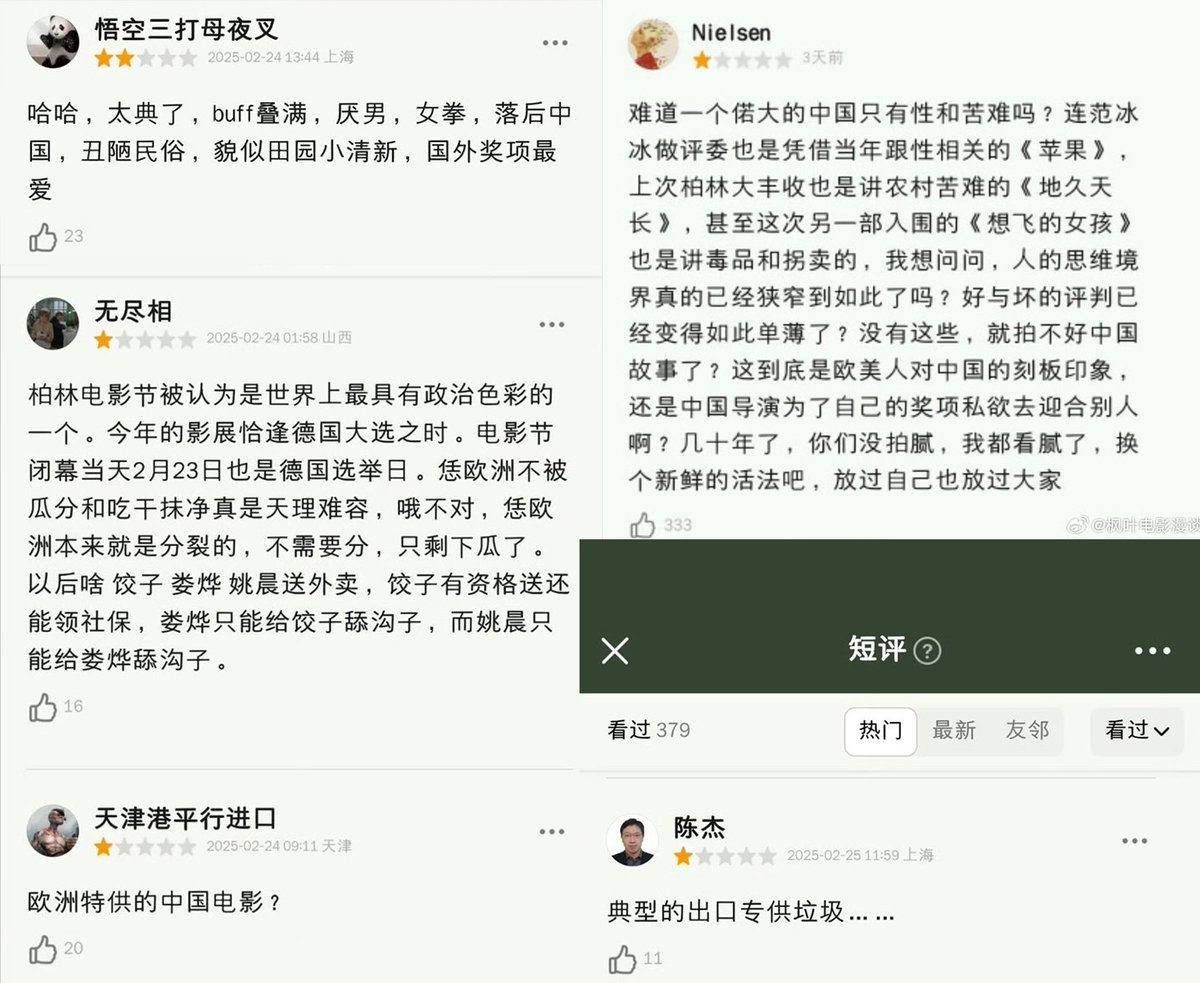 悟空三打母夜叉
2025-02-24 13:44 上海
哈哈，太典了，buff叠满，厌男，女拳，落后中
国，丑陋民俗，貌似田园小清新，国外奖项最
爱
23
无尽相
2025-02-24 01:58 山西
柏林电影节被认为是世界上最具有政治色彩的
一个。今年的影展恰逢德国大选之时。电影节
闭幕当天2月23日也是德国选举日。恁欧洲不被
瓜分和吃干抹净真是天理难容，哦不对，恁欧
洲本来就是分裂的，不需要分，只剩下瓜了。
以后啥 饺子 娄烨 姚晨送外卖，饺子有资格送还
能领社保，娄烨只能给饺子舔沟子，而姚晨只
能给娄烨舔沟子。
16
天津港平行进口
2025-02-24 09:11 天津
欧洲特供的中国电影？
20
Nielsen
3天前
难道一个偌大的中国只有性和苦难吗？连范冰
冰做评委也是凭借当年跟性相关的《苹果》，
上次柏林大丰收也是讲农村苦难的《地久天
长》，甚至这次另一部入围的《想飞的女孩》
也是讲毒品和拐卖的，我想问问，人的思维境
界真的已经狭窄到如此了吗？好与坏的评判已
经变得如此单薄了？没有这些，就拍不好中国
故事了？这到底是欧美人对中国的刻板印象，
还是中国导演为了自己的奖项私欲去迎合别人
啊？几十年了，你们没拍腻，我都看腻了，换
个新鲜的活法吧，放过自己也放过大家
333
@枫叶电影漫谈
短评 ?
看过 379
热门 最新 友邻 看过
陈杰
2025-02-25 11:59 上海
典型的出口专供垃圾... ...
11